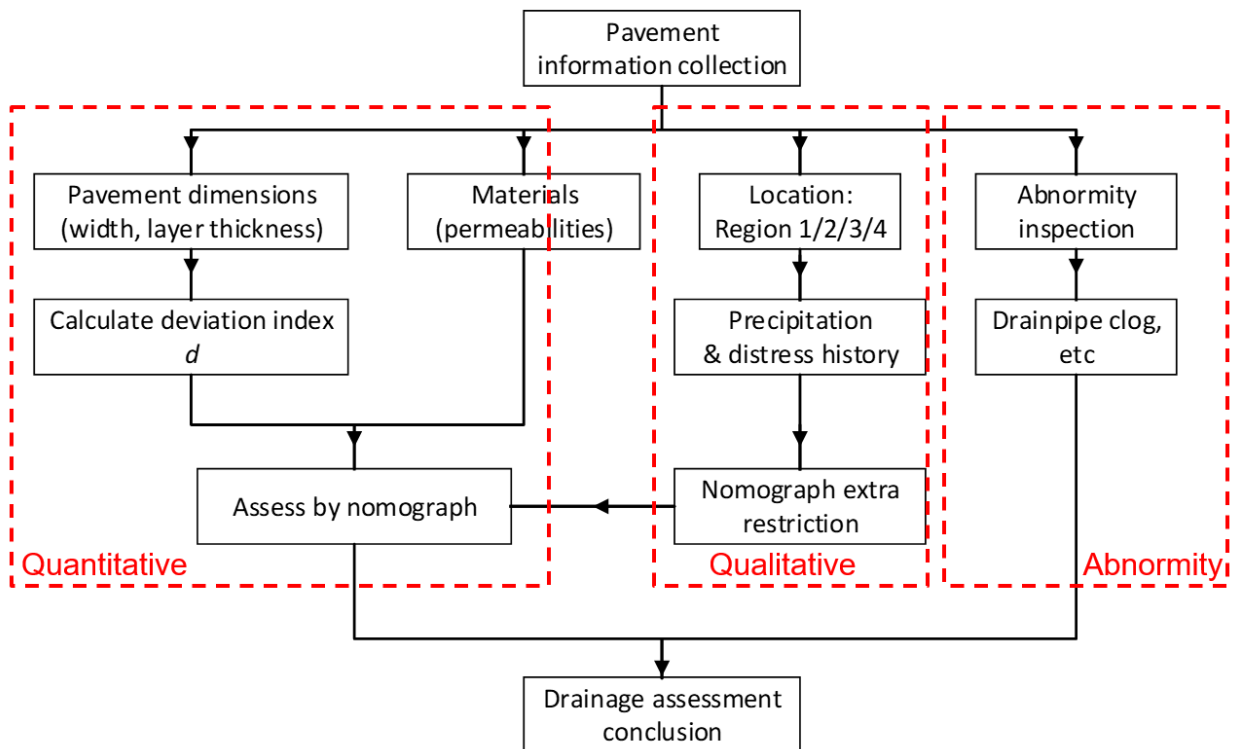 Pavement
information collection
Pavement dimensions
(width, layer thickness)
Materials
(permeabilities)
Location:
Region 1/2/3/4
Abnormity
inspection
Calculate deviation index
d
Precipitation
& distress history
Drainpipe clog,
etc
Assess by nomograph
Nomograph extra
restriction
Quantitative
Qualitative
Abnormity
Drainage assessment
conclusion